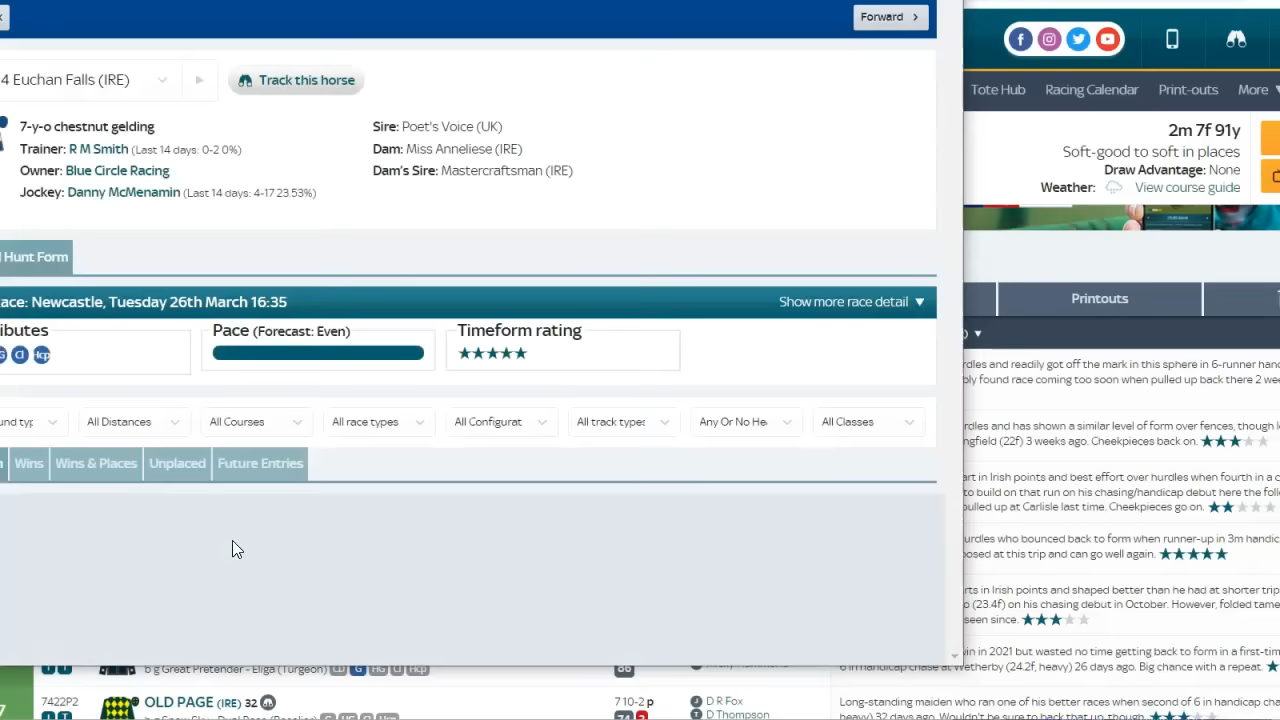 Forward >
4 Euchan Falls (IRE)
Track this horse
7-y-o chestnut gelding
Trainer: R M Smith (Last 14 days: 0-2 0%)
Owner: Blue Circle Racing
Jockey: Danny McMenamin (Last 14 days: 4-17 23.53%)
Sire: Poet's Voice (UK)
Dam: Miss Anneliese (IRE)
Dam's Sire: Mastercraftsman (IRE)
Hunt Form
ace: Newcastle, Tuesday 26th March 16:35
Show more race detail ▼
ibutes
G Cl Hcp
Pace (Forecast: Even)
Timeform rating
★★★★★
und typ
All Distances
All Courses
All race types
All Configurat
All track types
Any Or No He
All Classes
Wins
Wins & Places
Unplaced
Future Entries
Tote Hub
Racing Calendar
Print-outs
More
2m 7f 91y
Soft-good to soft in places
Draw Advantage: None
Weather: View course guide
Printouts
) ▼
rdles and readily got off the mark in this sphere in 6-runner han
bly found race coming too soon when pulled up back there 2 we
rdles and has shown a similar level of form over fences, though l
ngfield (22f) 3 weeks ago. Cheekpieces back on. ★★★☆☆
art in Irish points and best effort over hurdles when fourth in a c
to build on that run on his chasing/handicap debut here the foll
pulled up at Carlisle last time. Cheekpieces go on. ★★☆☆☆
urdles who bounced back to form when runner-up in 3m handic
posed at this trip and can go well again. ★★★★★
rts in Irish points and shaped better than he had at shorter trip
o (23.4f) on his chasing debut in October. However, folded tame
seen since. ★★★☆☆
in in 2021 but wasted no time getting back to form in a first-tim
6 in handicap chase at Wetherby (24.2f, heavy) 26 days ago. Big chance with a repeat. ★
b g Great Pretender - Eliga (Turgeon) CD G HG Cl Hcp
7422P2
OLD PAGE (IRE) 32
7 10-2 p
J D R Fox
T D Thompson
Long-standing maiden who ran one of his better races when second of 6 in handicap cha
heavy) 32 days ago. Wouldn't be sure to back that up, though.